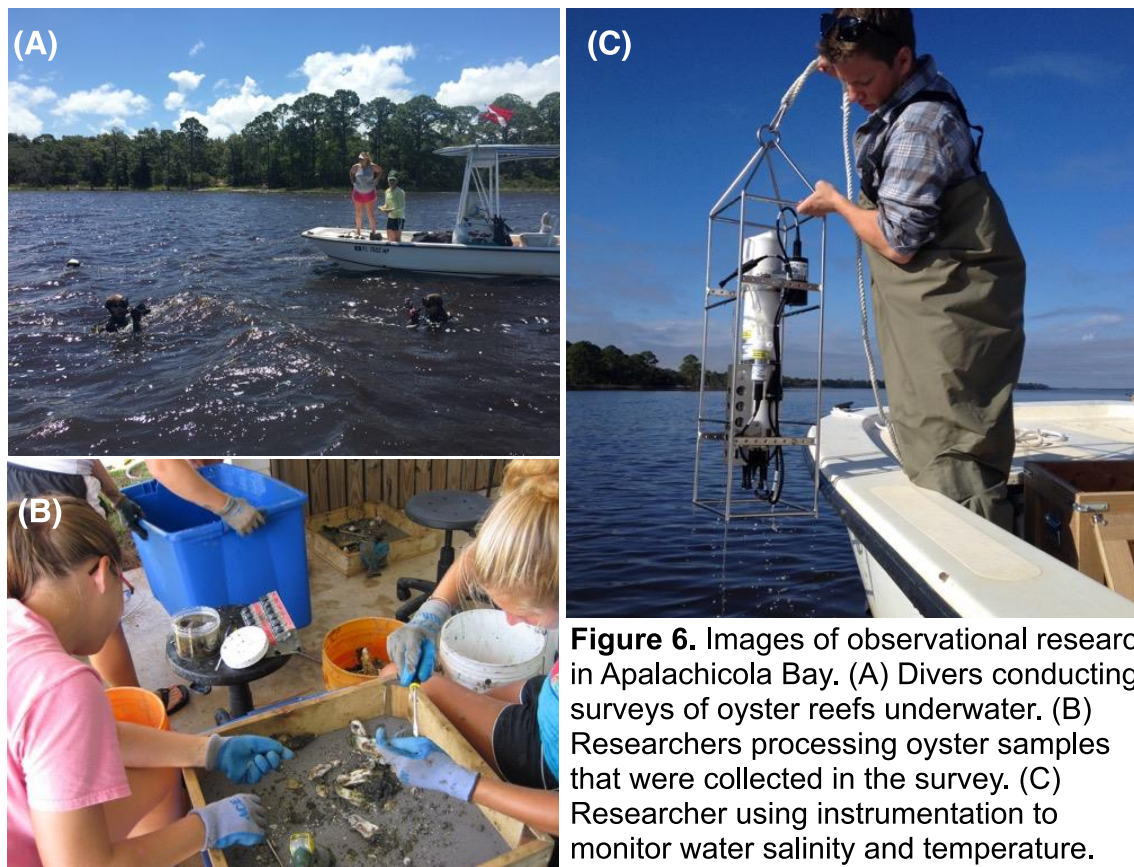 (A)
(B)
(C)
Figure 6. Images of observational researc
in Apalachicola Bay. (A) Divers conducting
surveys of oyster reefs underwater. (B)
Researchers processing oyster samples
that were collected in the survey. (C)
Researcher using instrumentation to
monitor water salinity and temperature.